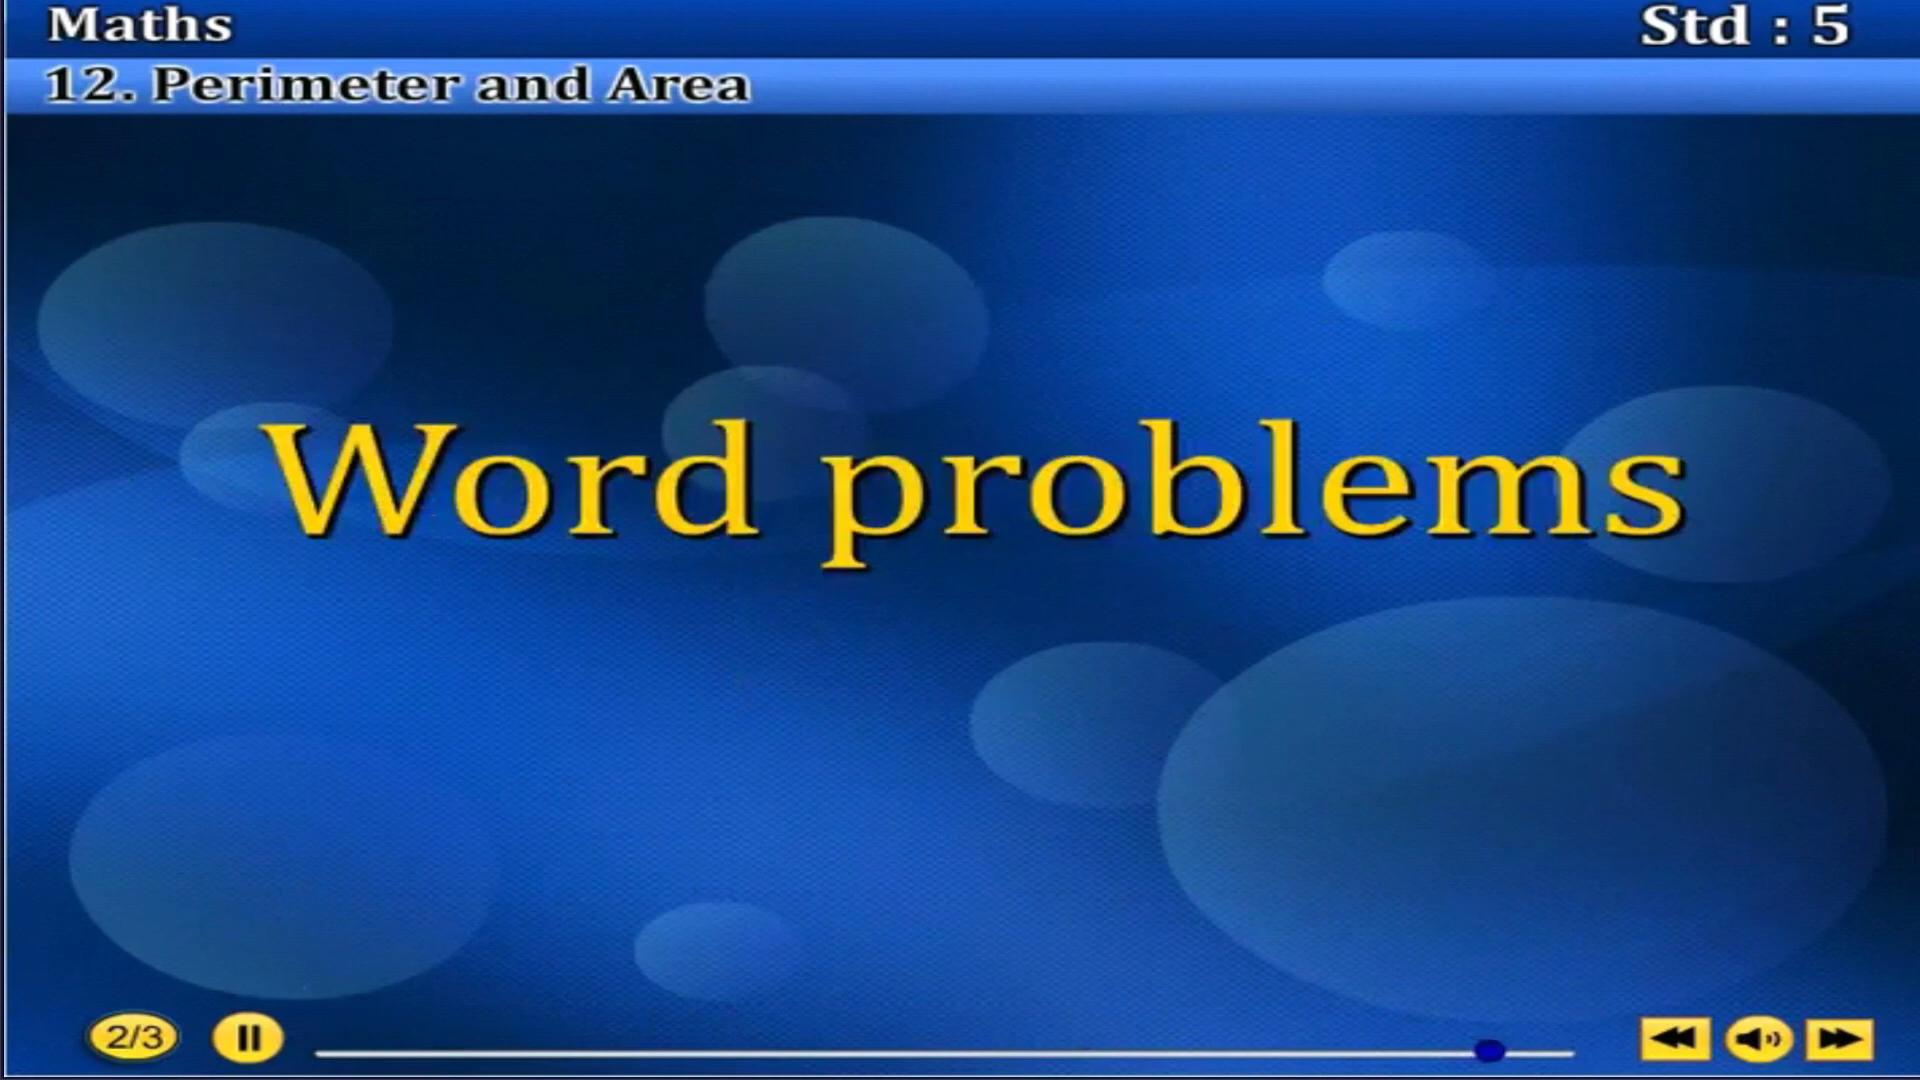 Maths
Std : 5
12. Perimeter and Area
Word problems
2/3